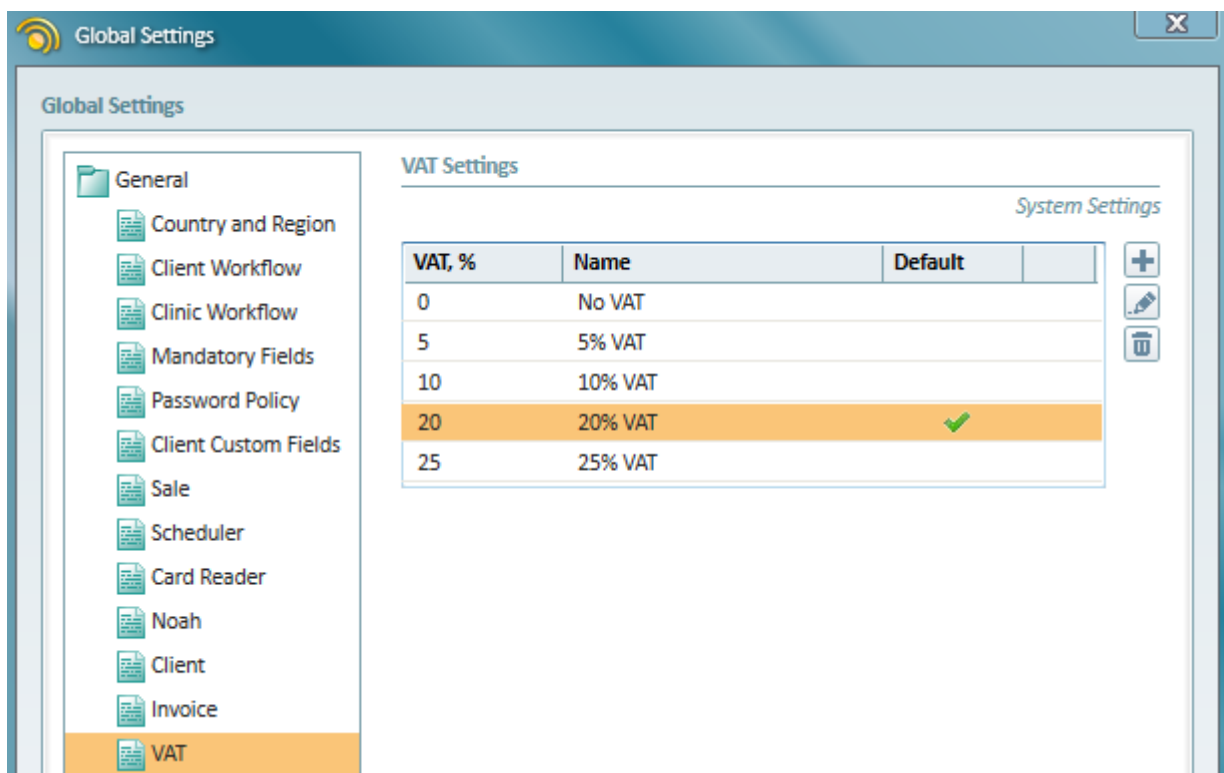 Global Settings
Global Settings
General
Country and Region
Client Workflow
Clinic Workflow
Mandatory Fields
Password Policy
Client Custom Fields
Sale
Scheduler
Card Reader
Noah
Client
Invoice
VAT
VAT Settings
System Settings
VAT, % Name Default
0 No VAT
5 5% VAT
10 10% VAT
20 20% VAT
25 25% VAT